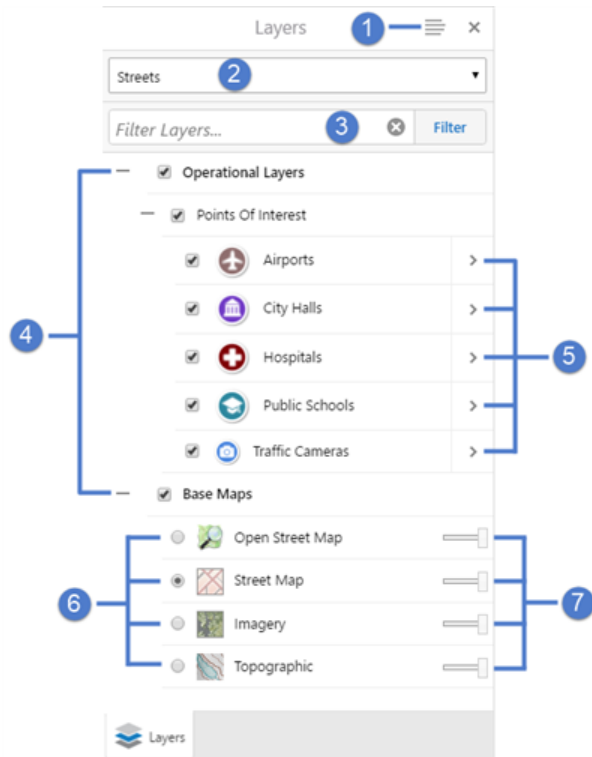 Layers 1
Streets 2
Filter Layers... 3 Filter
Operational Layers
Points Of Interest
Airports
City Halls
4
Hospitals
5
Public Schools
Traffic Cameras
Base Maps
Open Street Map
Street Map
6
7
Imagery
Topographic
Layers